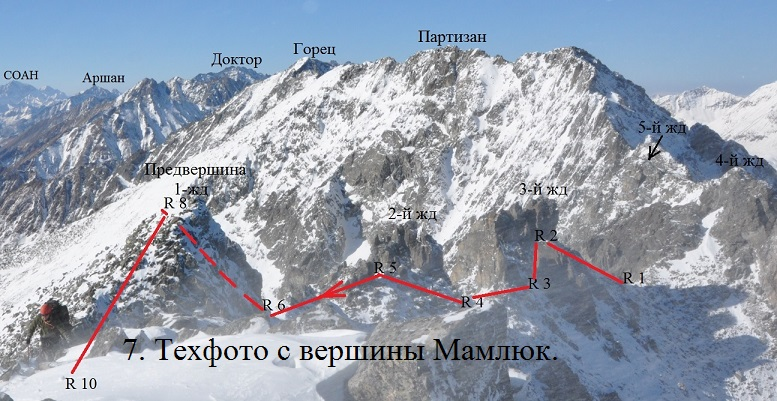 Партизан
Горец
Доктор
СОАН
Аршан
5-й жд
4-й жд
Предвершина
1-жд
R 8
3-й жд
2-й жд
R 2
R 5
R 1
R 3
R 4
R 6
7. Техфото с вершины Мамлюк.
R 10